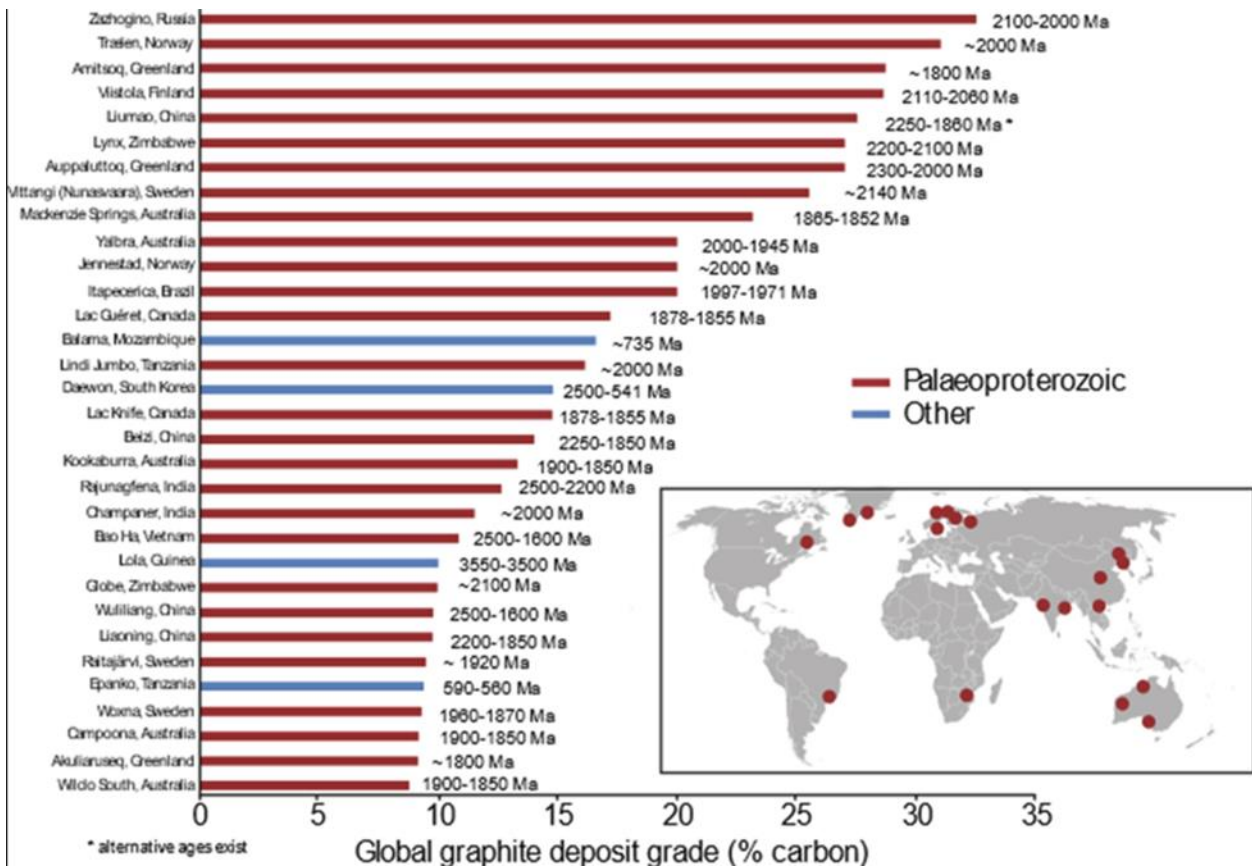 Zazhogino, Russia 2100-2000 Ma
Trælen, Norway ~2000 Ma
Amitsoq, Greenland ~1800 Ma
Viistola, Finland 2110-2060 Ma
Liumao, China 2250-1860 Ma *
Lynx, Zimbabwe 2200-2100 Ma
Auppaluttoq, Greenland 2300-2000 Ma
Vittangi (Nunasvaara), Sweden ~2140 Ma
Mackenzie Springs, Australia 1865-1852 Ma
Yalbra, Australia 2000-1945 Ma
Jennestad, Norway ~2000 Ma
Itapecerica, Brazil 1997-1971 Ma
Lac Guéret, Canada 1878-1855 Ma
Balama, Mozambique ~735 Ma
Lindi Jumbo, Tanzania ~2000 Ma
Daewon, South Korea 2500-541 Ma
Lac Knife, Canada 1878-1855 Ma
Beizi, China 2250-1850 Ma
Kookaburra, Australia 1900-1850 Ma
Rajunagfena, India 2500-2200 Ma
Champaner, India ~2000 Ma
Bao Ha, Vietnam 2500-1600 Ma
Lola, Guinea 3550-3500 Ma
Globe, Zimbabwe ~2100 Ma
Wuliliang, China 2500-1600 Ma
Liaoning, China 2200-1850 Ma
Raitajärvi, Sweden ~ 1920 Ma
Epanko, Tanzania 590-560 Ma
Woxna, Sweden 1960-1870 Ma
Campoona, Australia 1900-1850 Ma
Akuliaruseq, Greenland ~1800 Ma
Wilclo South, Australia 1900-1850 Ma
Palaeoproterozoic
Other
0 5 10 15 20 25 30 35
* alternative ages exist
Global graphite deposit grade (% carbon)